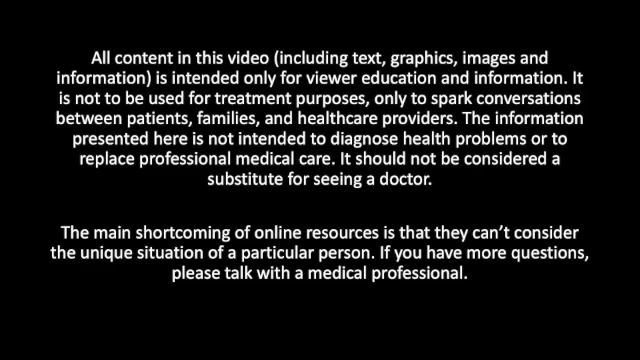 All content in this video (including text, graphics, images and
information) is intended only for viewer education and information. It
is not to be used for treatment purposes, only to spark conversations
between patients, families, and healthcare providers. The information
presented here is not intended to diagnose health problems or to
replace professional medical care. It should not be considered a
substitute for seeing a doctor.
The main shortcoming of online resources is that they can’t consider
the unique situation of a particular person. If you have more questions,
please talk with a medical professional.